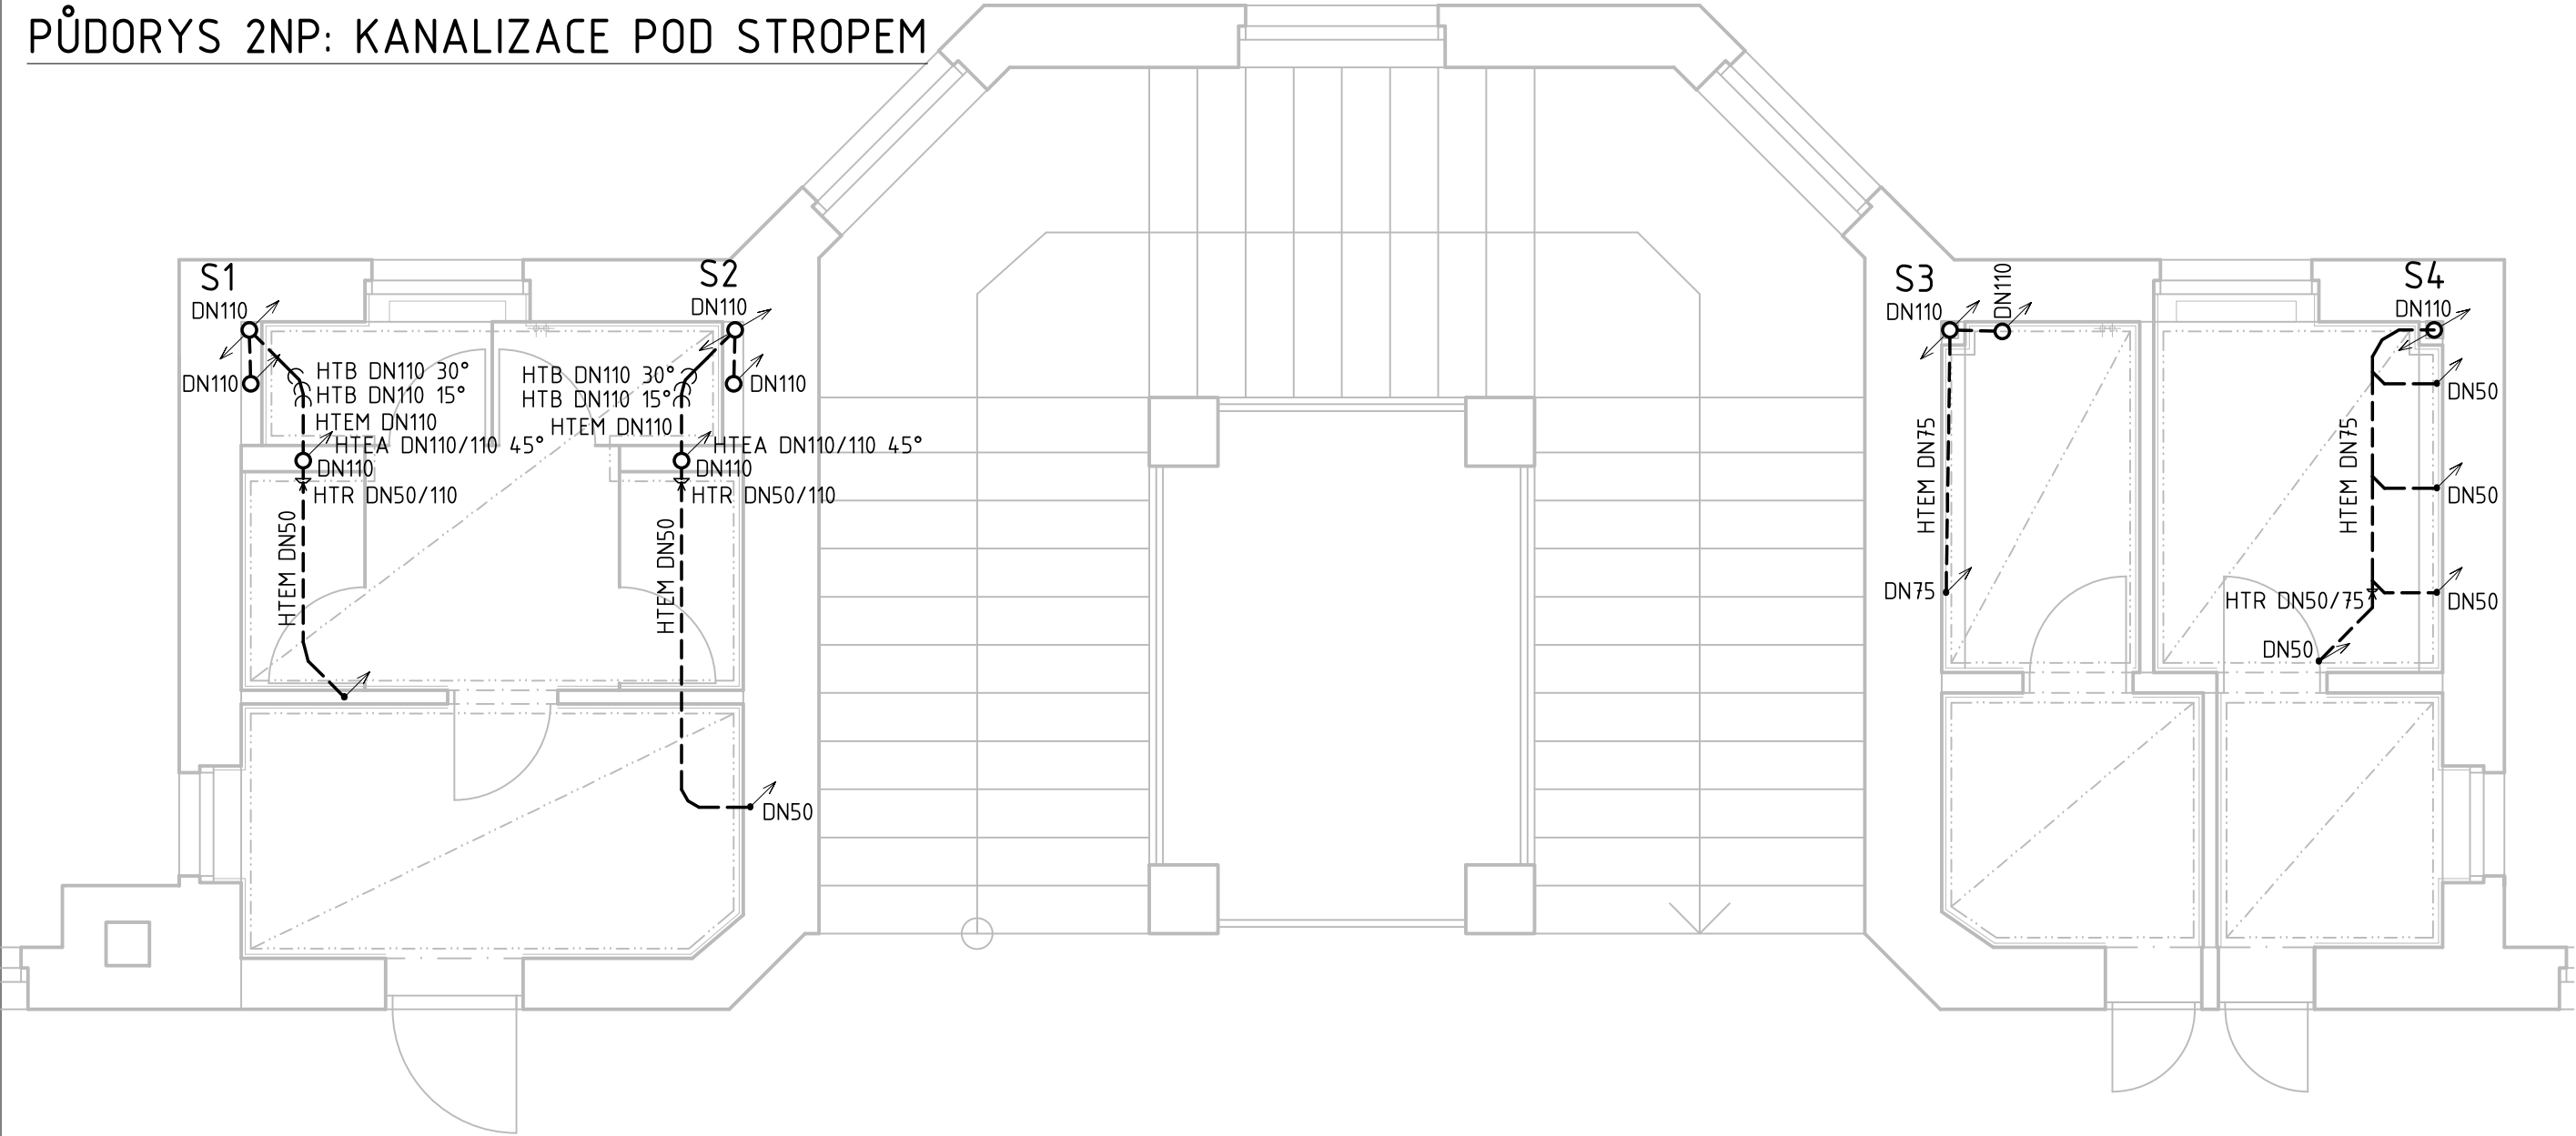 PŮDORYS 2NP: KANALIZACE POD STROPEM
S1
DN110
DN110
HTB DN110 30°
HTB DN110 15°
HTEM DN110
HTEA DN110/110 45°
DN110
HTR DN50/110
HTEM DN50
S2
DN110
DN110
HTB DN110 30°
HTB DN110 15°
HTEM DN110
HTEA DN110/110 45°
DN110
HTR DN50/110
HTEM DN50
DN50
S3
DN110
DN110
HTEM DN75
DN75
S4
DN110
DN50
HTEM DN75
DN50
HTR DN50/75
DN50
DN50